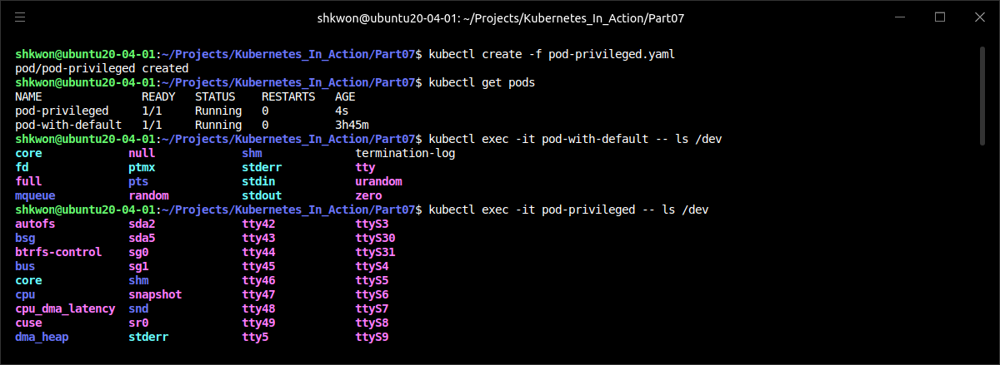 shkwon@ubuntu20-04-01: ~/Projects/Kubernetes_In_Action/Part07
shkwon@ubuntu20-04-01:~/Projects/Kubernetes_In_Action/Part07$ kubectl create -f pod-privileged.yaml
pod/pod-privileged created
shkwon@ubuntu20-04-01:~/Projects/Kubernetes_In_Action/Part07$ kubectl get pods
NAME               READY   STATUS    RESTARTS   AGE
pod-privileged     1/1     Running   0          4s
pod-with-default   1/1     Running   0          3h45m
shkwon@ubuntu20-04-01:~/Projects/Kubernetes_In_Action/Part07$ kubectl exec -it pod-with-default -- ls /dev
core             null             shm              termination-log
fd               ptmx             stderr           tty
full             pts              stdin            urandom
mqueue           random           stdout           zero
shkwon@ubuntu20-04-01:~/Projects/Kubernetes_In_Action/Part07$ kubectl exec -it pod-privileged -- ls /dev
autofs           sda2             tty42            ttyS3
bsg              sda5             tty43            ttyS30
btrfs-control    sg0              tty44            ttyS31
bus              sg1              tty45            ttyS4
core             shm              tty46            ttyS5
cpu              snapshot         tty47            ttyS6
cpu_dma_latency  snd              tty48            ttyS7
cuse             sr0              tty49            ttyS8
dma_heap         stderr           tty5             ttyS9